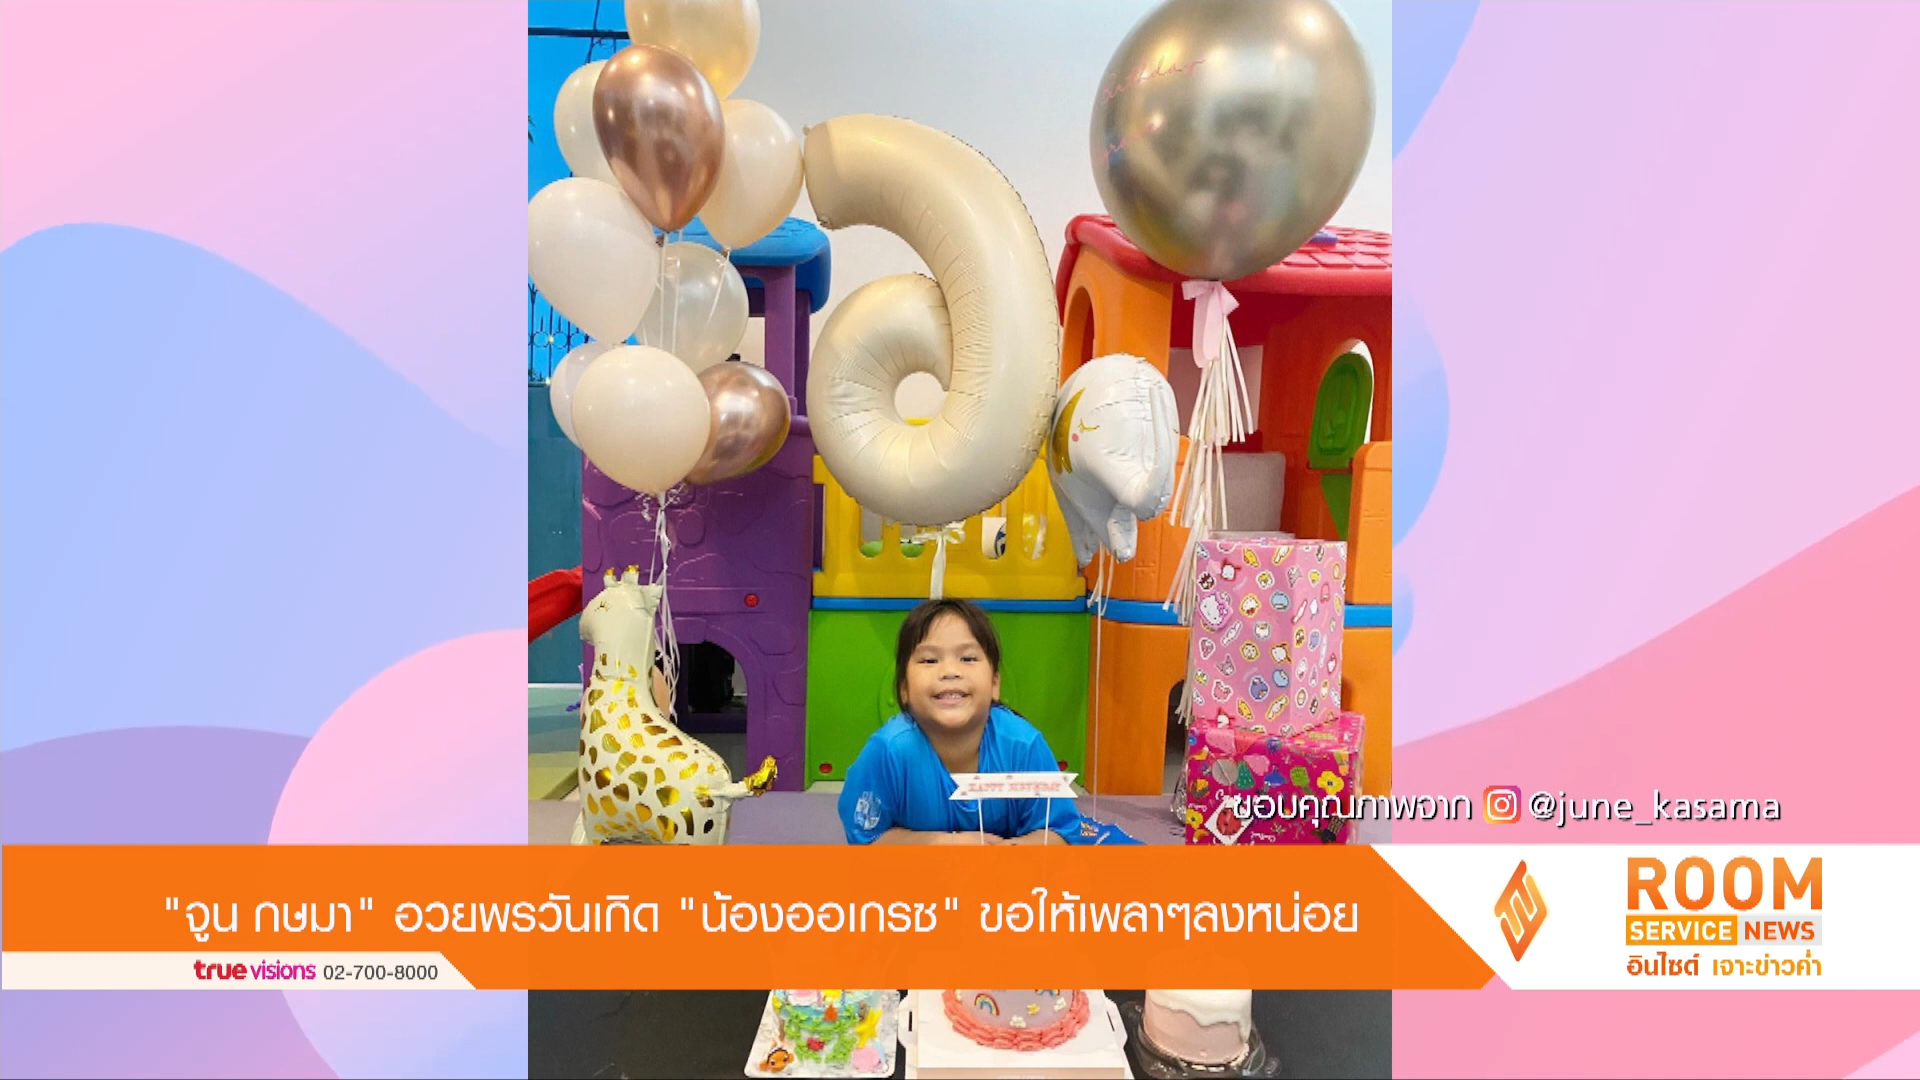 Birthday
HAPPY BIRTHDAY
ขอบคุณภาพจาก @june_kasama
"จูน กษมา" อวยพรวันเกิด "น้องออเกรซ" ขอให้เพลาๆลงหน่อย
truevisions 02-700-8000
ROOM
SERVICE NEWS
อินไซด์ เจาะข่าวค่ำ